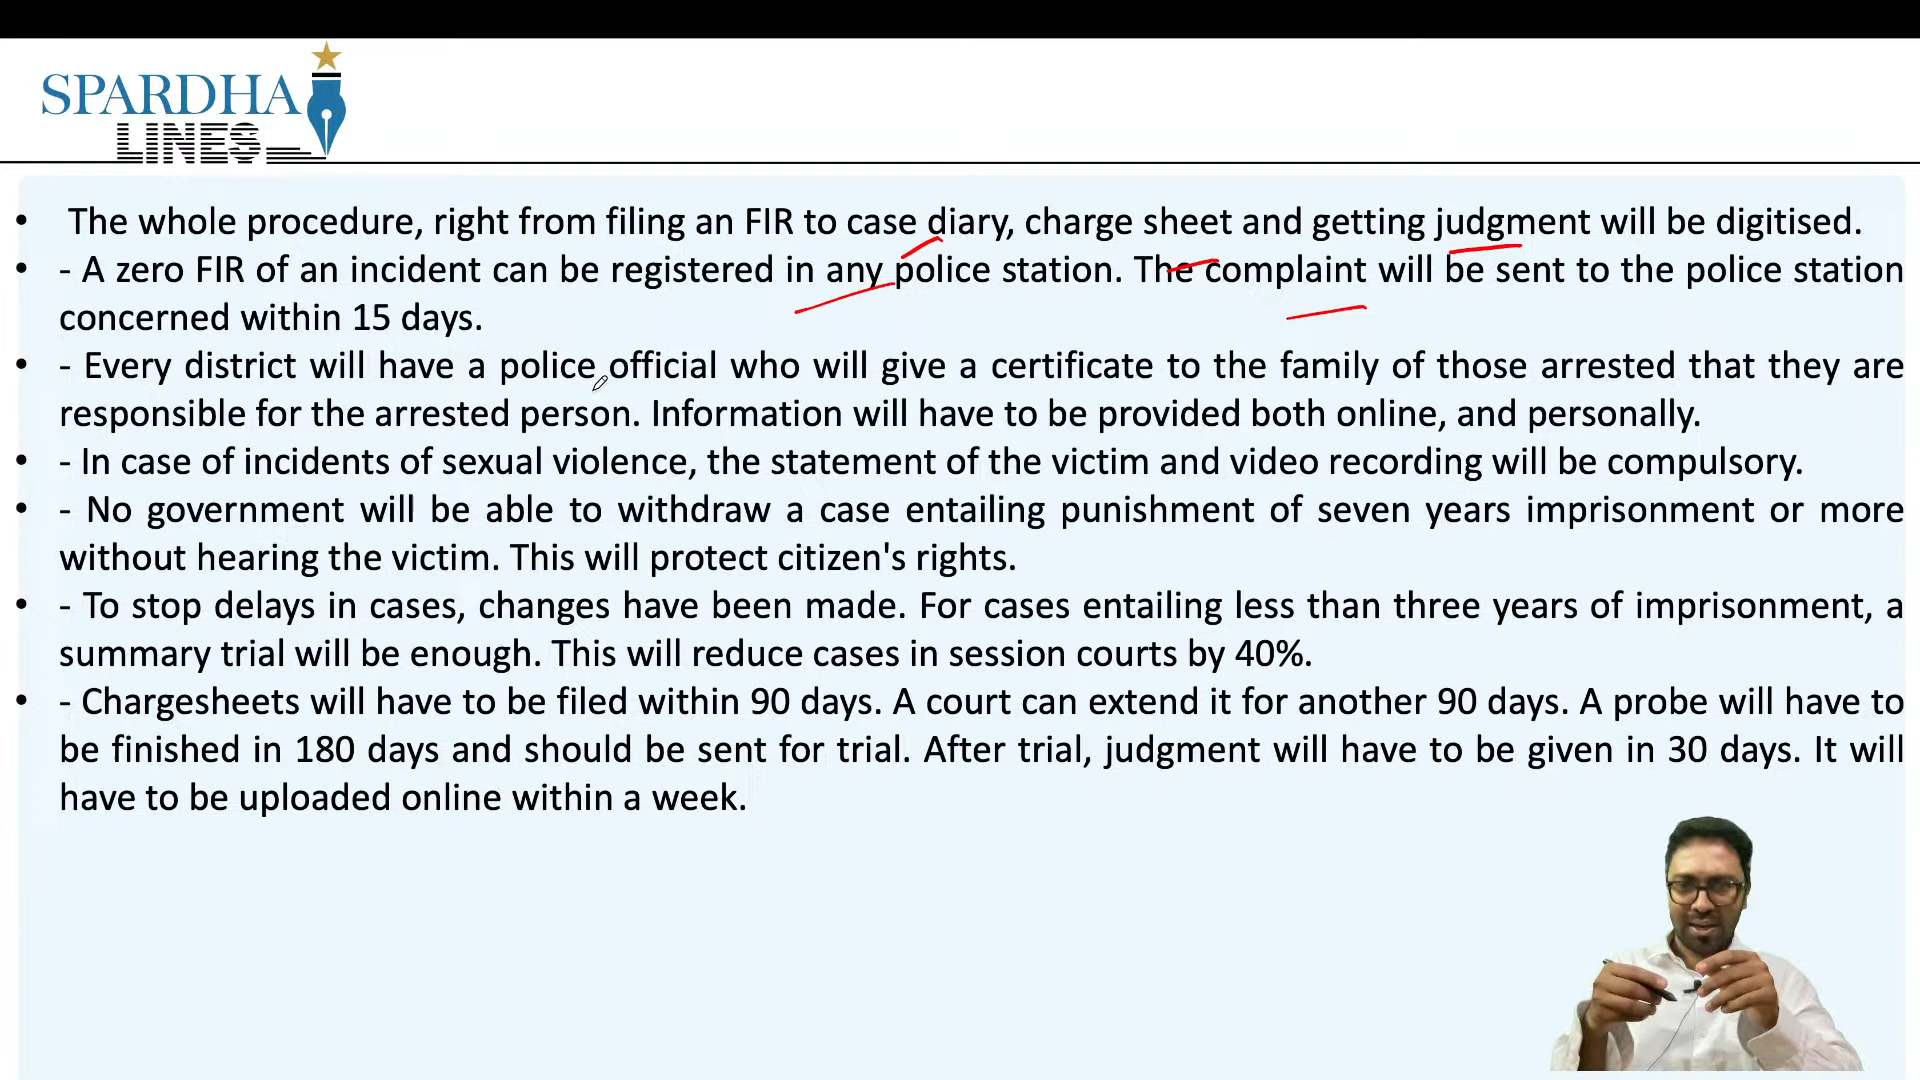 SPARDHA
LINES
• The whole procedure, right from filing an FIR to case diary, charge sheet and getting judgment will be digitised.
• - A zero FIR of an incident can be registered in any police station. The complaint will be sent to the police station
concerned within 15 days.
• - Every district will have a police official who will give a certificate to the family of those arrested that they are
responsible for the arrested person. Information will have to be provided both online, and personally.
• - In case of incidents of sexual violence, the statement of the victim and video recording will be compulsory.
• - No government will be able to withdraw a case entailing punishment of seven years imprisonment or more
without hearing the victim. This will protect citizen's rights.
• - To stop delays in cases, changes have been made. For cases entailing less than three years of imprisonment, a
summary trial will be enough. This will reduce cases in session courts by 40%.
• - Chargesheets will have to be filed within 90 days. A court can extend it for another 90 days. A probe will have to
be finished in 180 days and should be sent for trial. After trial, judgment will have to be given in 30 days. It will
have to be uploaded online within a week.